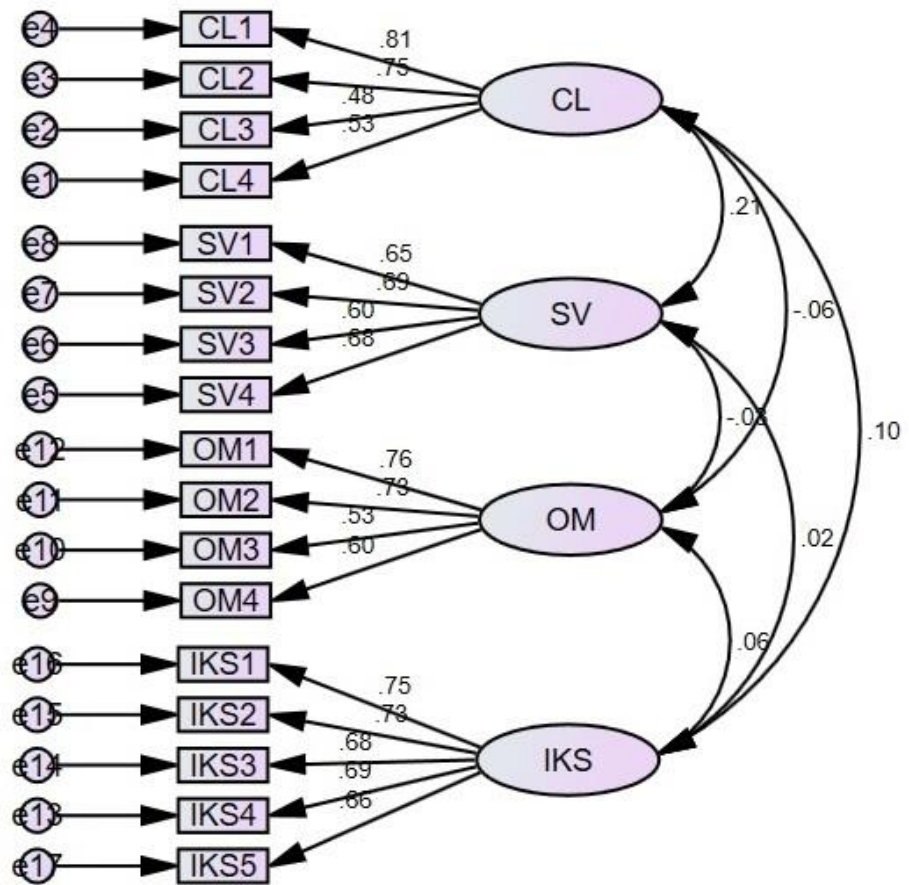 e4 CL1 .81
e3 CL2 .75
e2 CL3 .48
e1 CL4 .53
CL
.21
e8 SV1 .65
e7 SV2 .69
e6 SV3 .60
e5 SV4 .68
SV
-.06
.10
e12 OM1 .76
e11 OM2 .73
e10 OM3 .53
e9 OM4 .60
OM
.02
.06
e16 IKS1 .75
e15 IKS2 .73
e14 IKS3 .68
e13 IKS4 .69
e17 IKS5
IKS